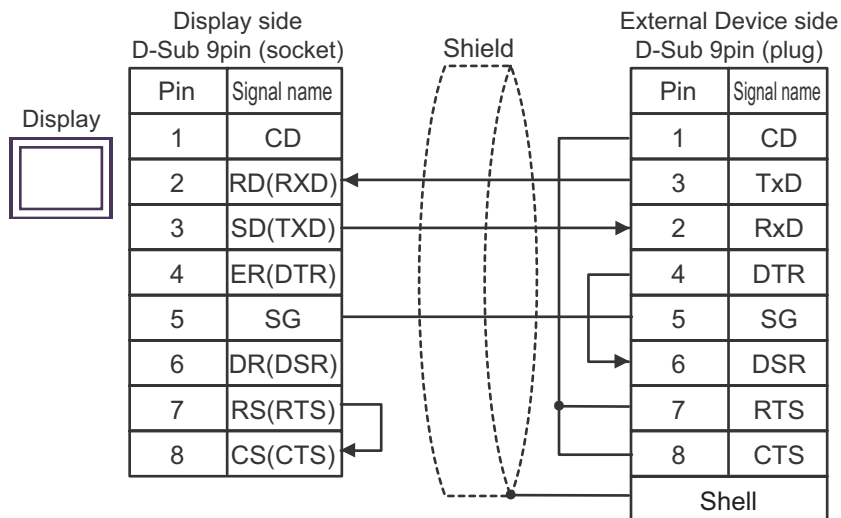 Display side
D-Sub 9pin (socket)
Shield
External Device side
D-Sub 9pin (plug)
Display
Pin Signal name
1 CD
2 RD(RXD)
3 SD(TXD)
4 ER(DTR)
5 SG
6 DR(DSR)
7 RS(RTS)
8 CS(CTS)
Pin Signal name
1 CD
3 TxD
2 RxD
4 DTR
5 SG
6 DSR
7 RTS
8 CTS
Shell